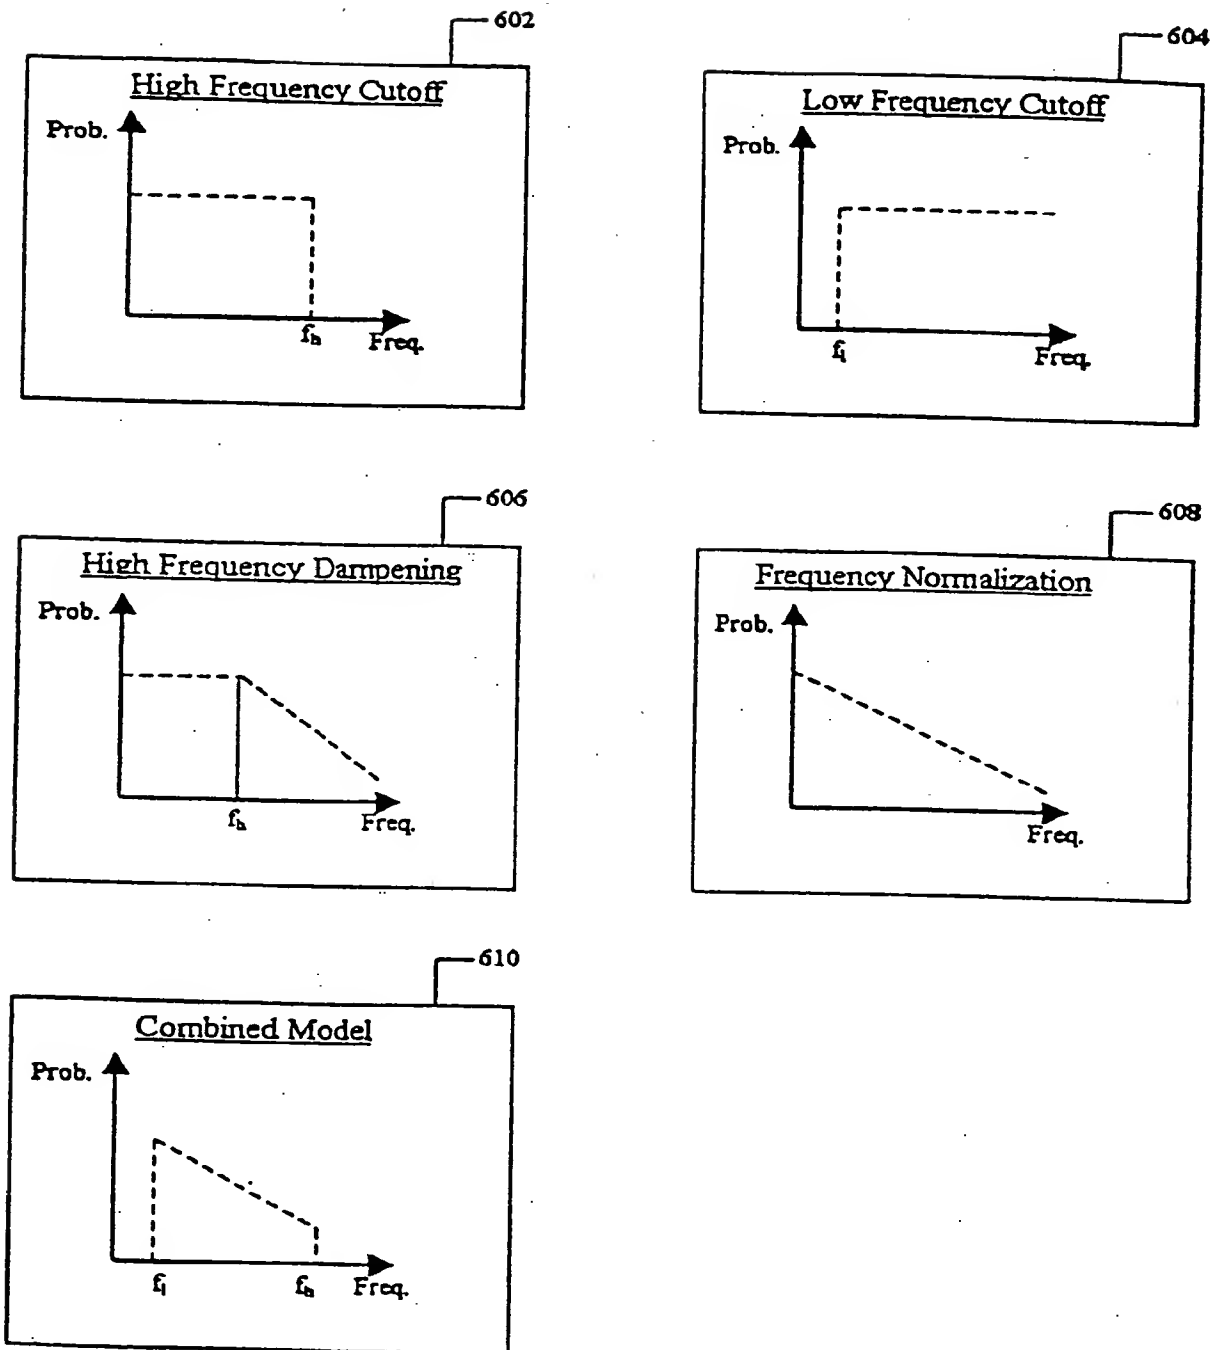 602
High Frequency Cutoff
Prob.
fh
Freq.
604
Low Frequency Cutoff
Prob.
fl
Freq.
606
High Frequency Dampening
Prob.
fh
Freq.
608
Frequency Normalization
Prob.
Freq.
610
Combined Model
Prob.
fl
fh
Freq.